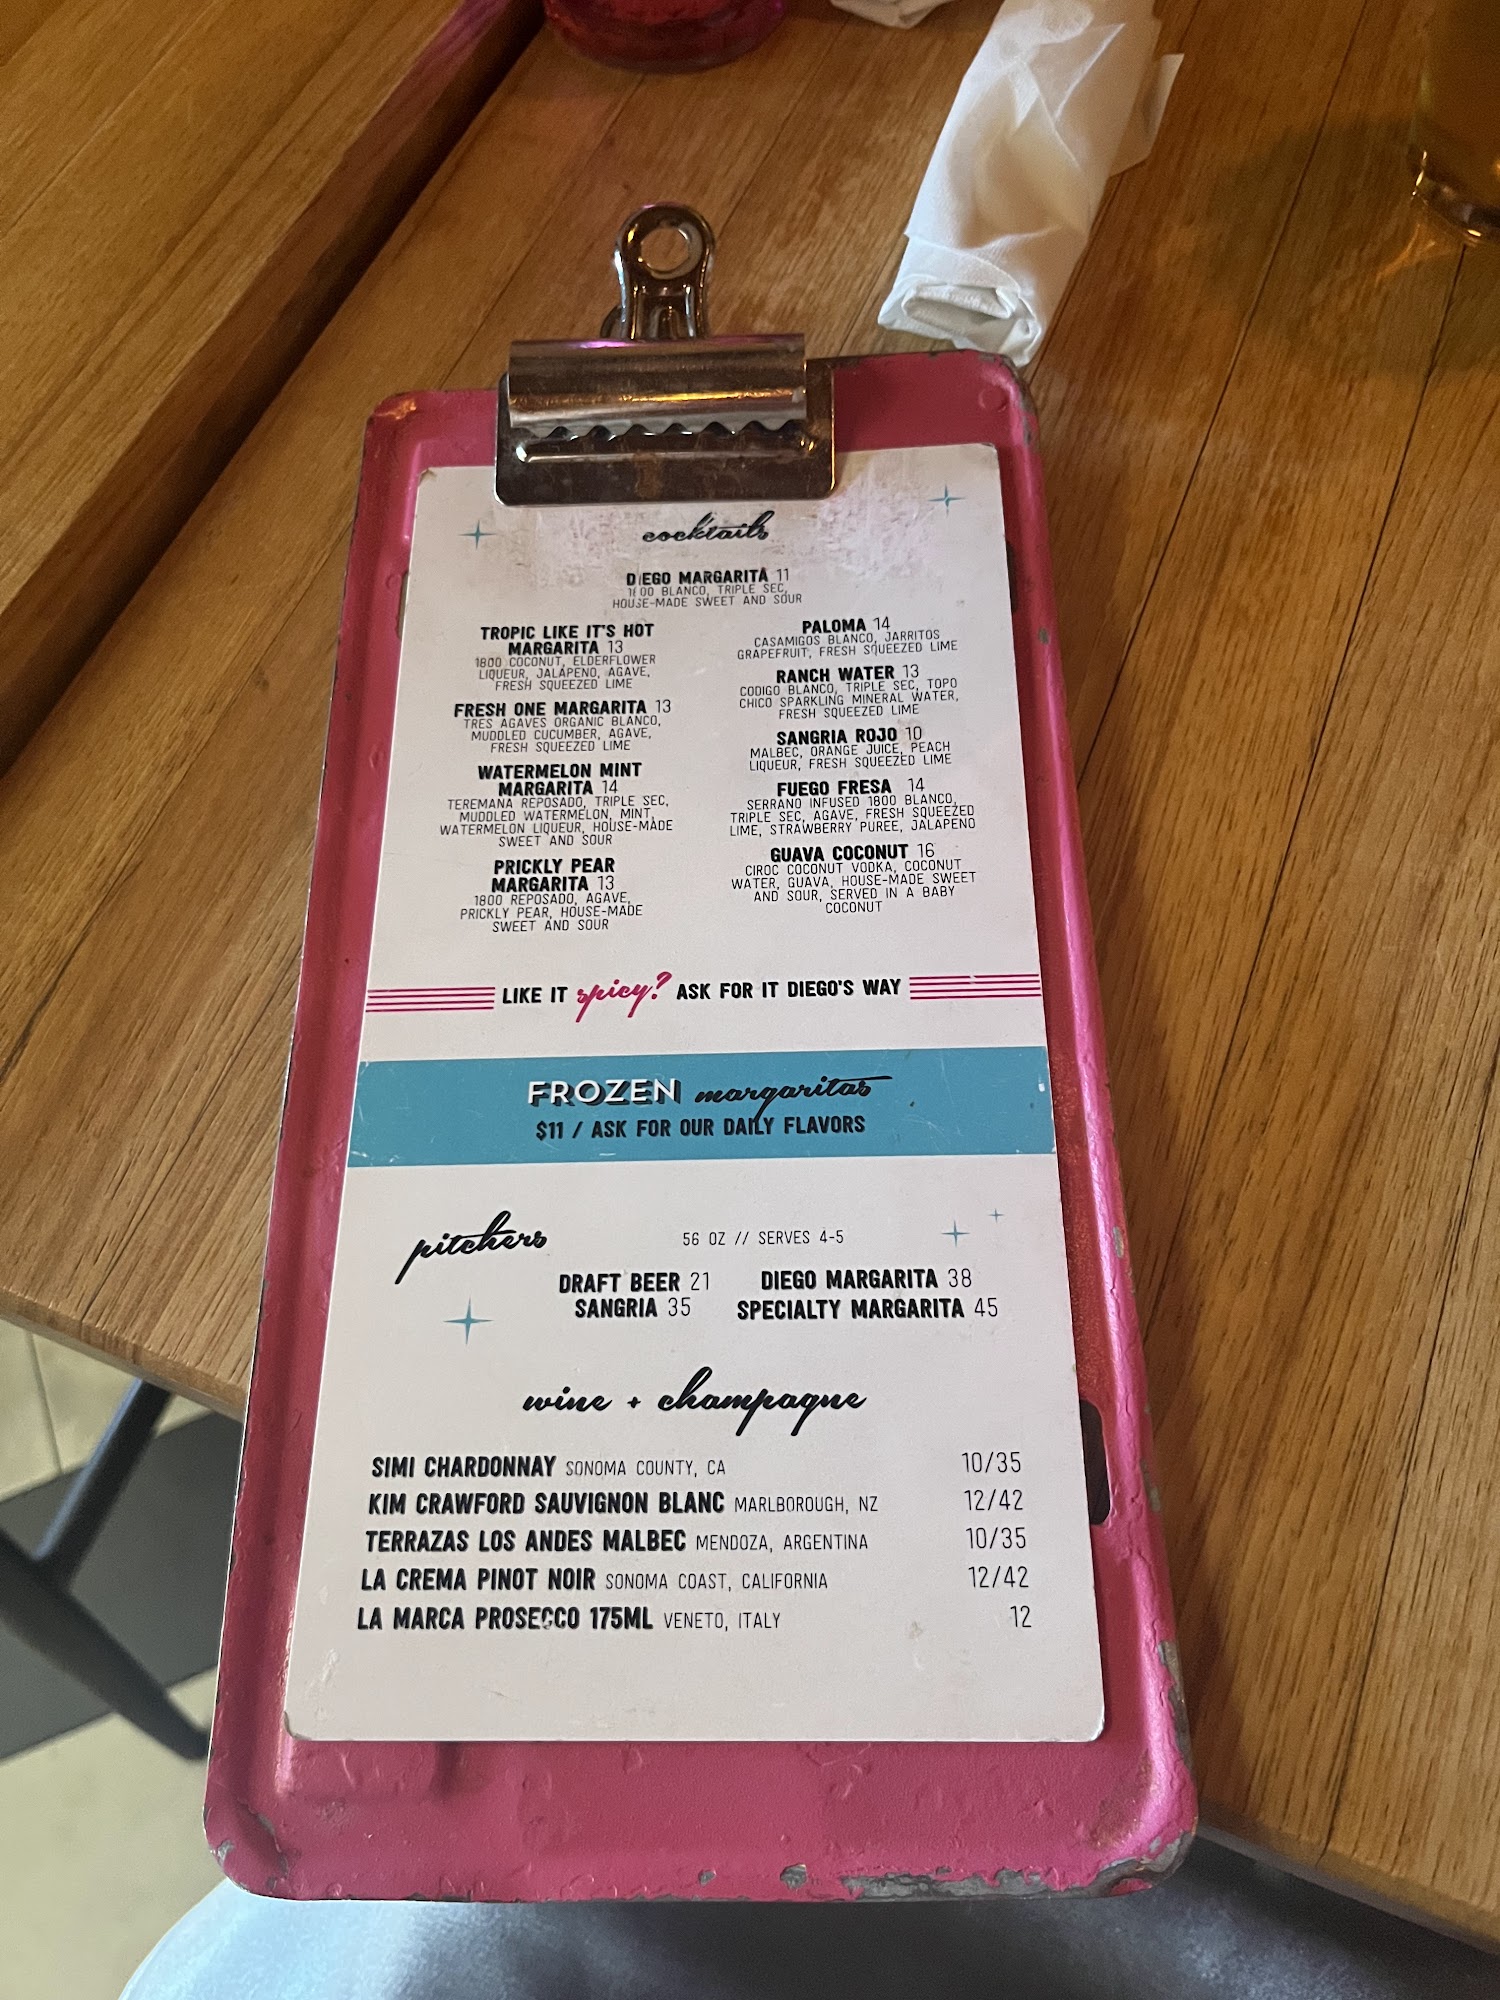 cocktails
DIEGO MARGARITA 11
1800 BLANCO, TRIPLE SEC,
HOUSE-MADE SWEET AND SOUR
TROPIC LIKE IT'S HOT
MARGARITA 13
1800 COCONUT, ELDERFLOWER
LIQUEUR, JALAPENO, AGAVE,
FRESH SQUEEZED LIME
FRESH ONE MARGARITA 13
TRES AGAVES ORGANIC BLANCO,
MUDDLED CUCUMBER, AGAVE,
FRESH SQUEEZED LIME
WATERMELON MINT
MARGARITA 14
TEREMANA REPOSADO, TRIPLE SEC,
MUDDLED WATERMELON, MINT,
WATERMELON LIQUEUR, HOUSE-MADE
SWEET AND SOUR
PRICKLY PEAR
MARGARITA 13
1800 REPOSADO, AGAVE,
PRICKLY PEAR, HOUSE-MADE
SWEET AND SOUR
PALOMA 14
CASAMIGOS BLANCO, JARRITOS
GRAPEFRUIT, FRESH SQUEEZED LIME
RANCH WATER 13
CODIGO BLANCO, TRIPLE SEC, TOPO
CHICO SPARKLING MINERAL WATER,
FRESH SQUEEZED LIME
SANGRIA ROJO 10
MALBEC, ORANGE JUICE, PEACH
LIQUEUR, FRESH SQUEEZED LIME
FUEGO FRESA 14
SERRANO INFUSED 1800 BLANCO,
TRIPLE SEC, AGAVE, FRESH SQUEEZED
LIME, STRAWBERRY PUREE, JALAPENO
GUAVA COCONUT 16
CIROC COCONUT VODKA, COCONUT
WATER, GUAVA, HOUSE-MADE SWEET
AND SOUR, SERVED IN A BABY
COCONUT
LIKE IT spicy? ASK FOR IT DIEGO'S WAY
FROZEN margaritas
$11 / ASK FOR OUR DAILY FLAVORS
pitchers
56 OZ // SERVES 4-5
DRAFT BEER 21 DIEGO MARGARITA 38
SANGRIA 35 SPECIALTY MARGARITA 45
wine + champagne
SIMI CHARDONNAY SONOMA COUNTY, CA 10/35
KIM CRAWFORD SAUVIGNON BLANC MARLBOROUGH, NZ 12/42
TERRAZAS LOS ANDES MALBEC MENDOZA, ARGENTINA 10/35
LA CREMA PINOT NOIR SONOMA COAST, CALIFORNIA 12/42
LA MARCA PROSECCO 175ML VENETO, ITALY 12